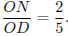 ON/OD = 2/5.